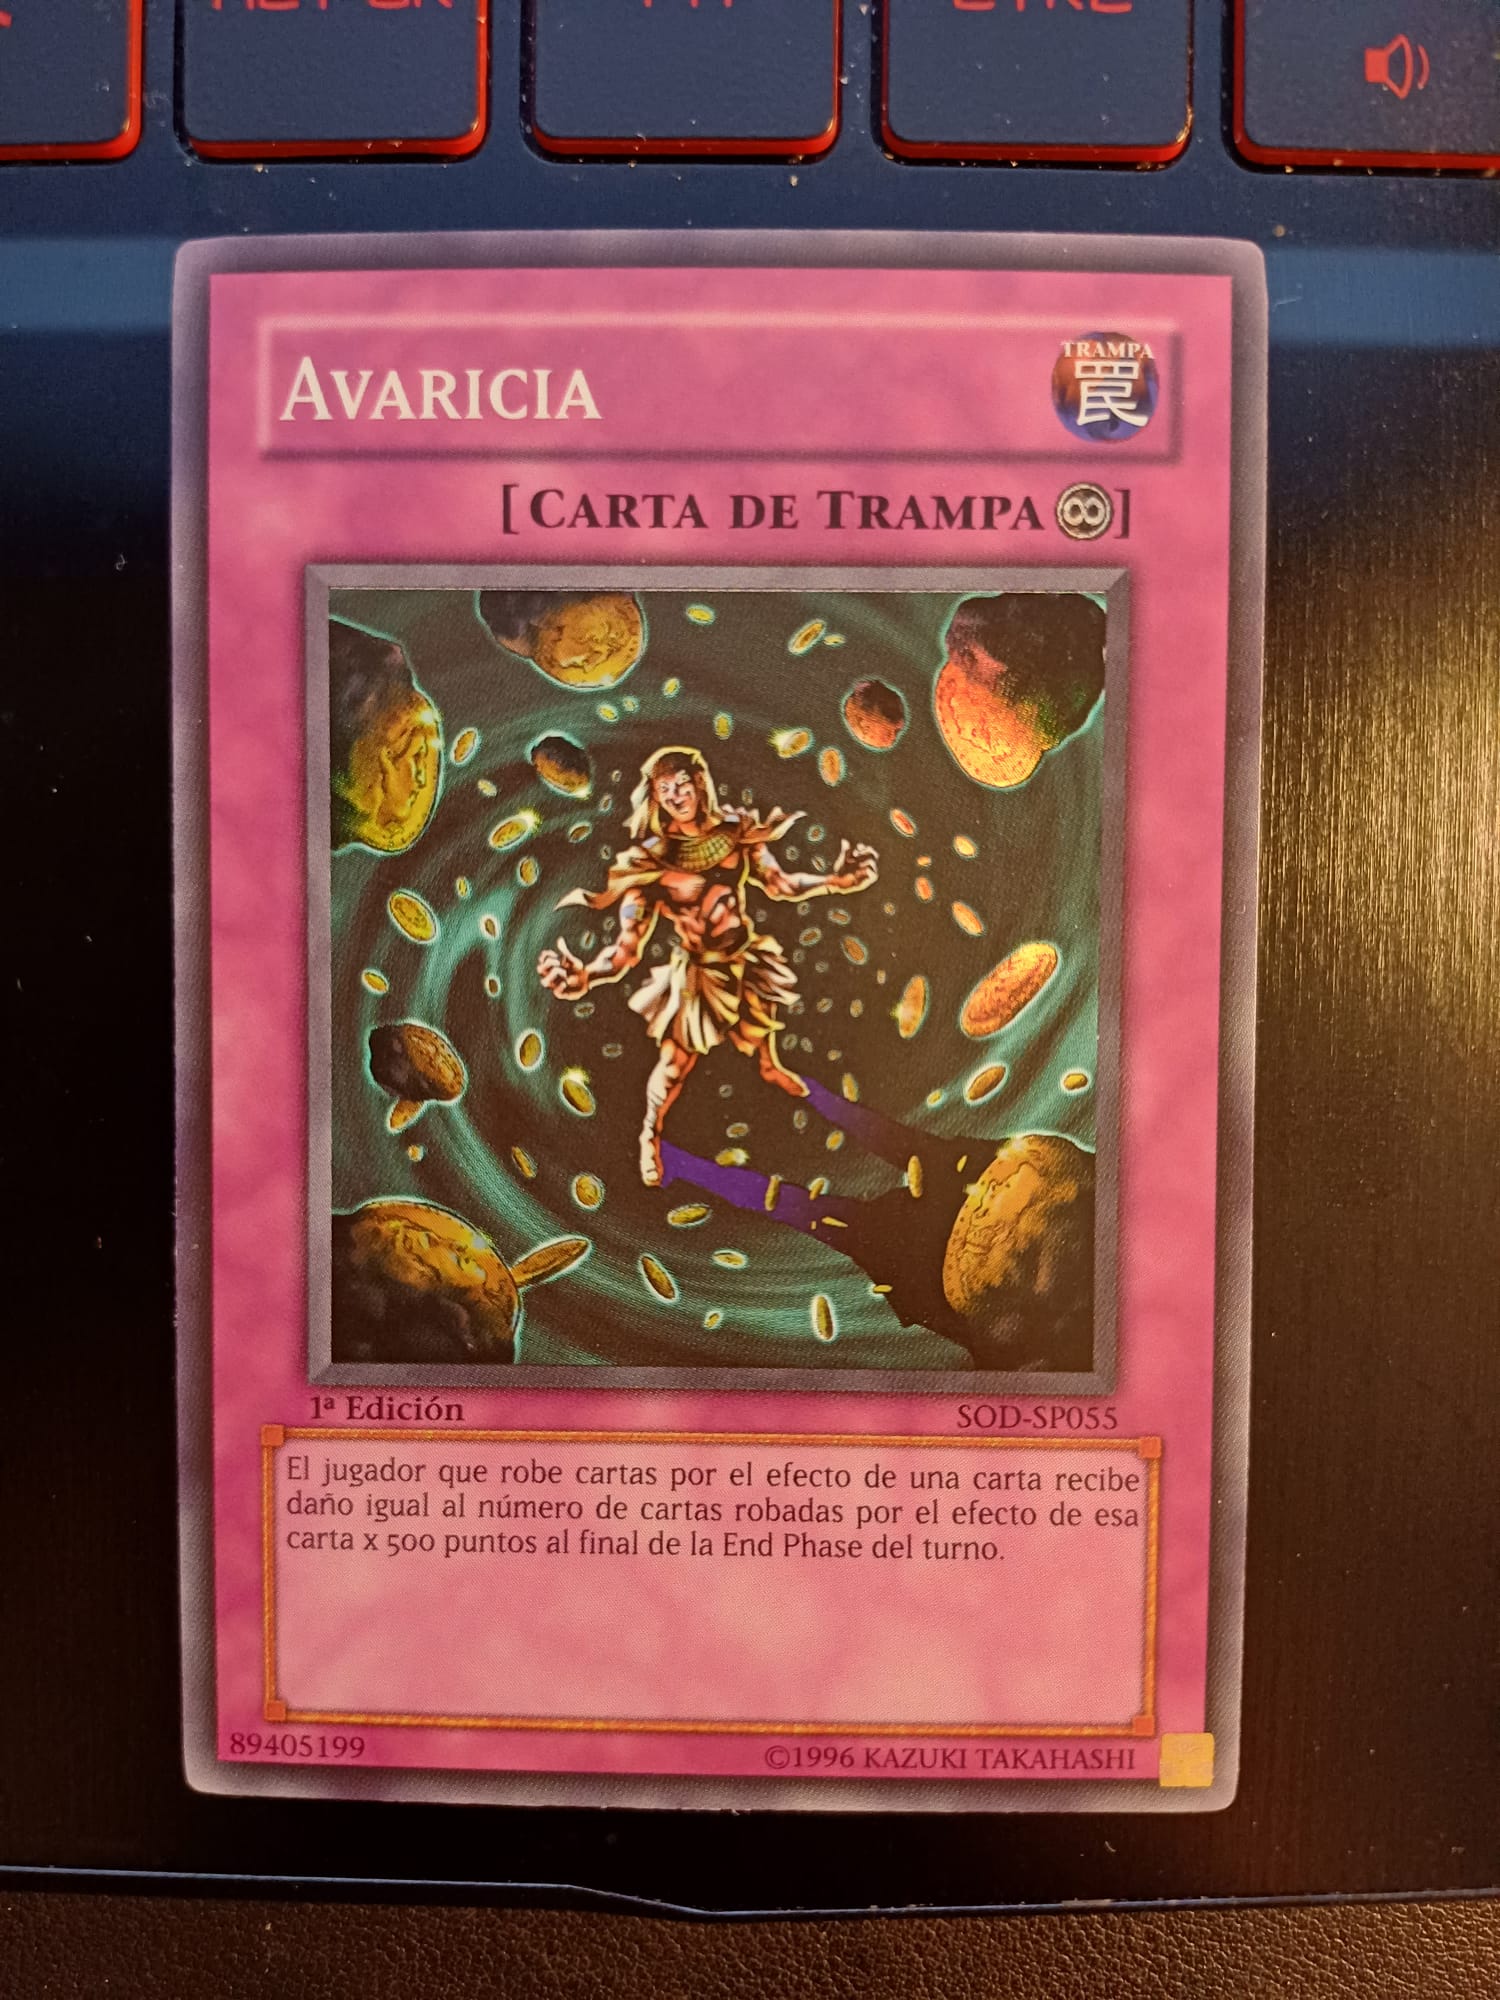 AVARICIA
TRAMPA
罠
[CARTA DE TRAMPA ∞]
1ª Edición
SOD-SP055
El jugador que robe cartas por el efecto de una carta recibe
daño igual al número de cartas robadas por el efecto de esa
carta x 500 puntos al final de la End Phase del turno.
89405199
©1996 KAZUKI TAKAHASHI